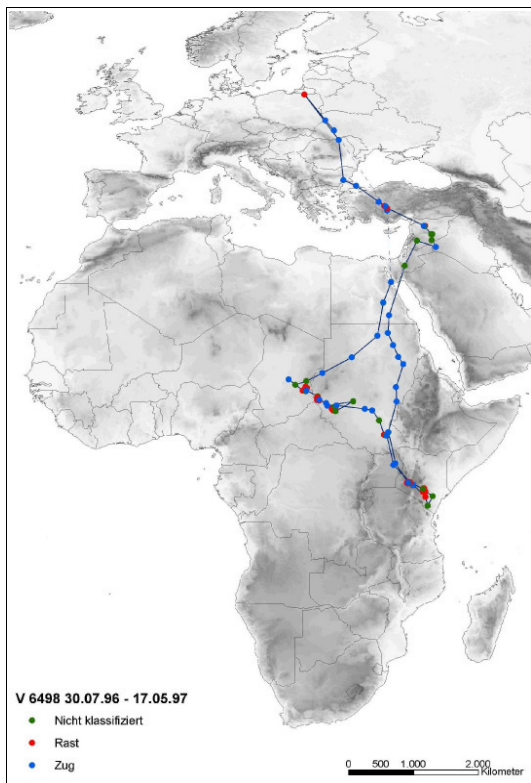 V 6498 30.07.96 - 17.05.97
Nicht klassifiziert
Rast
Zug
0 500 1.000 2.000
Kilometer